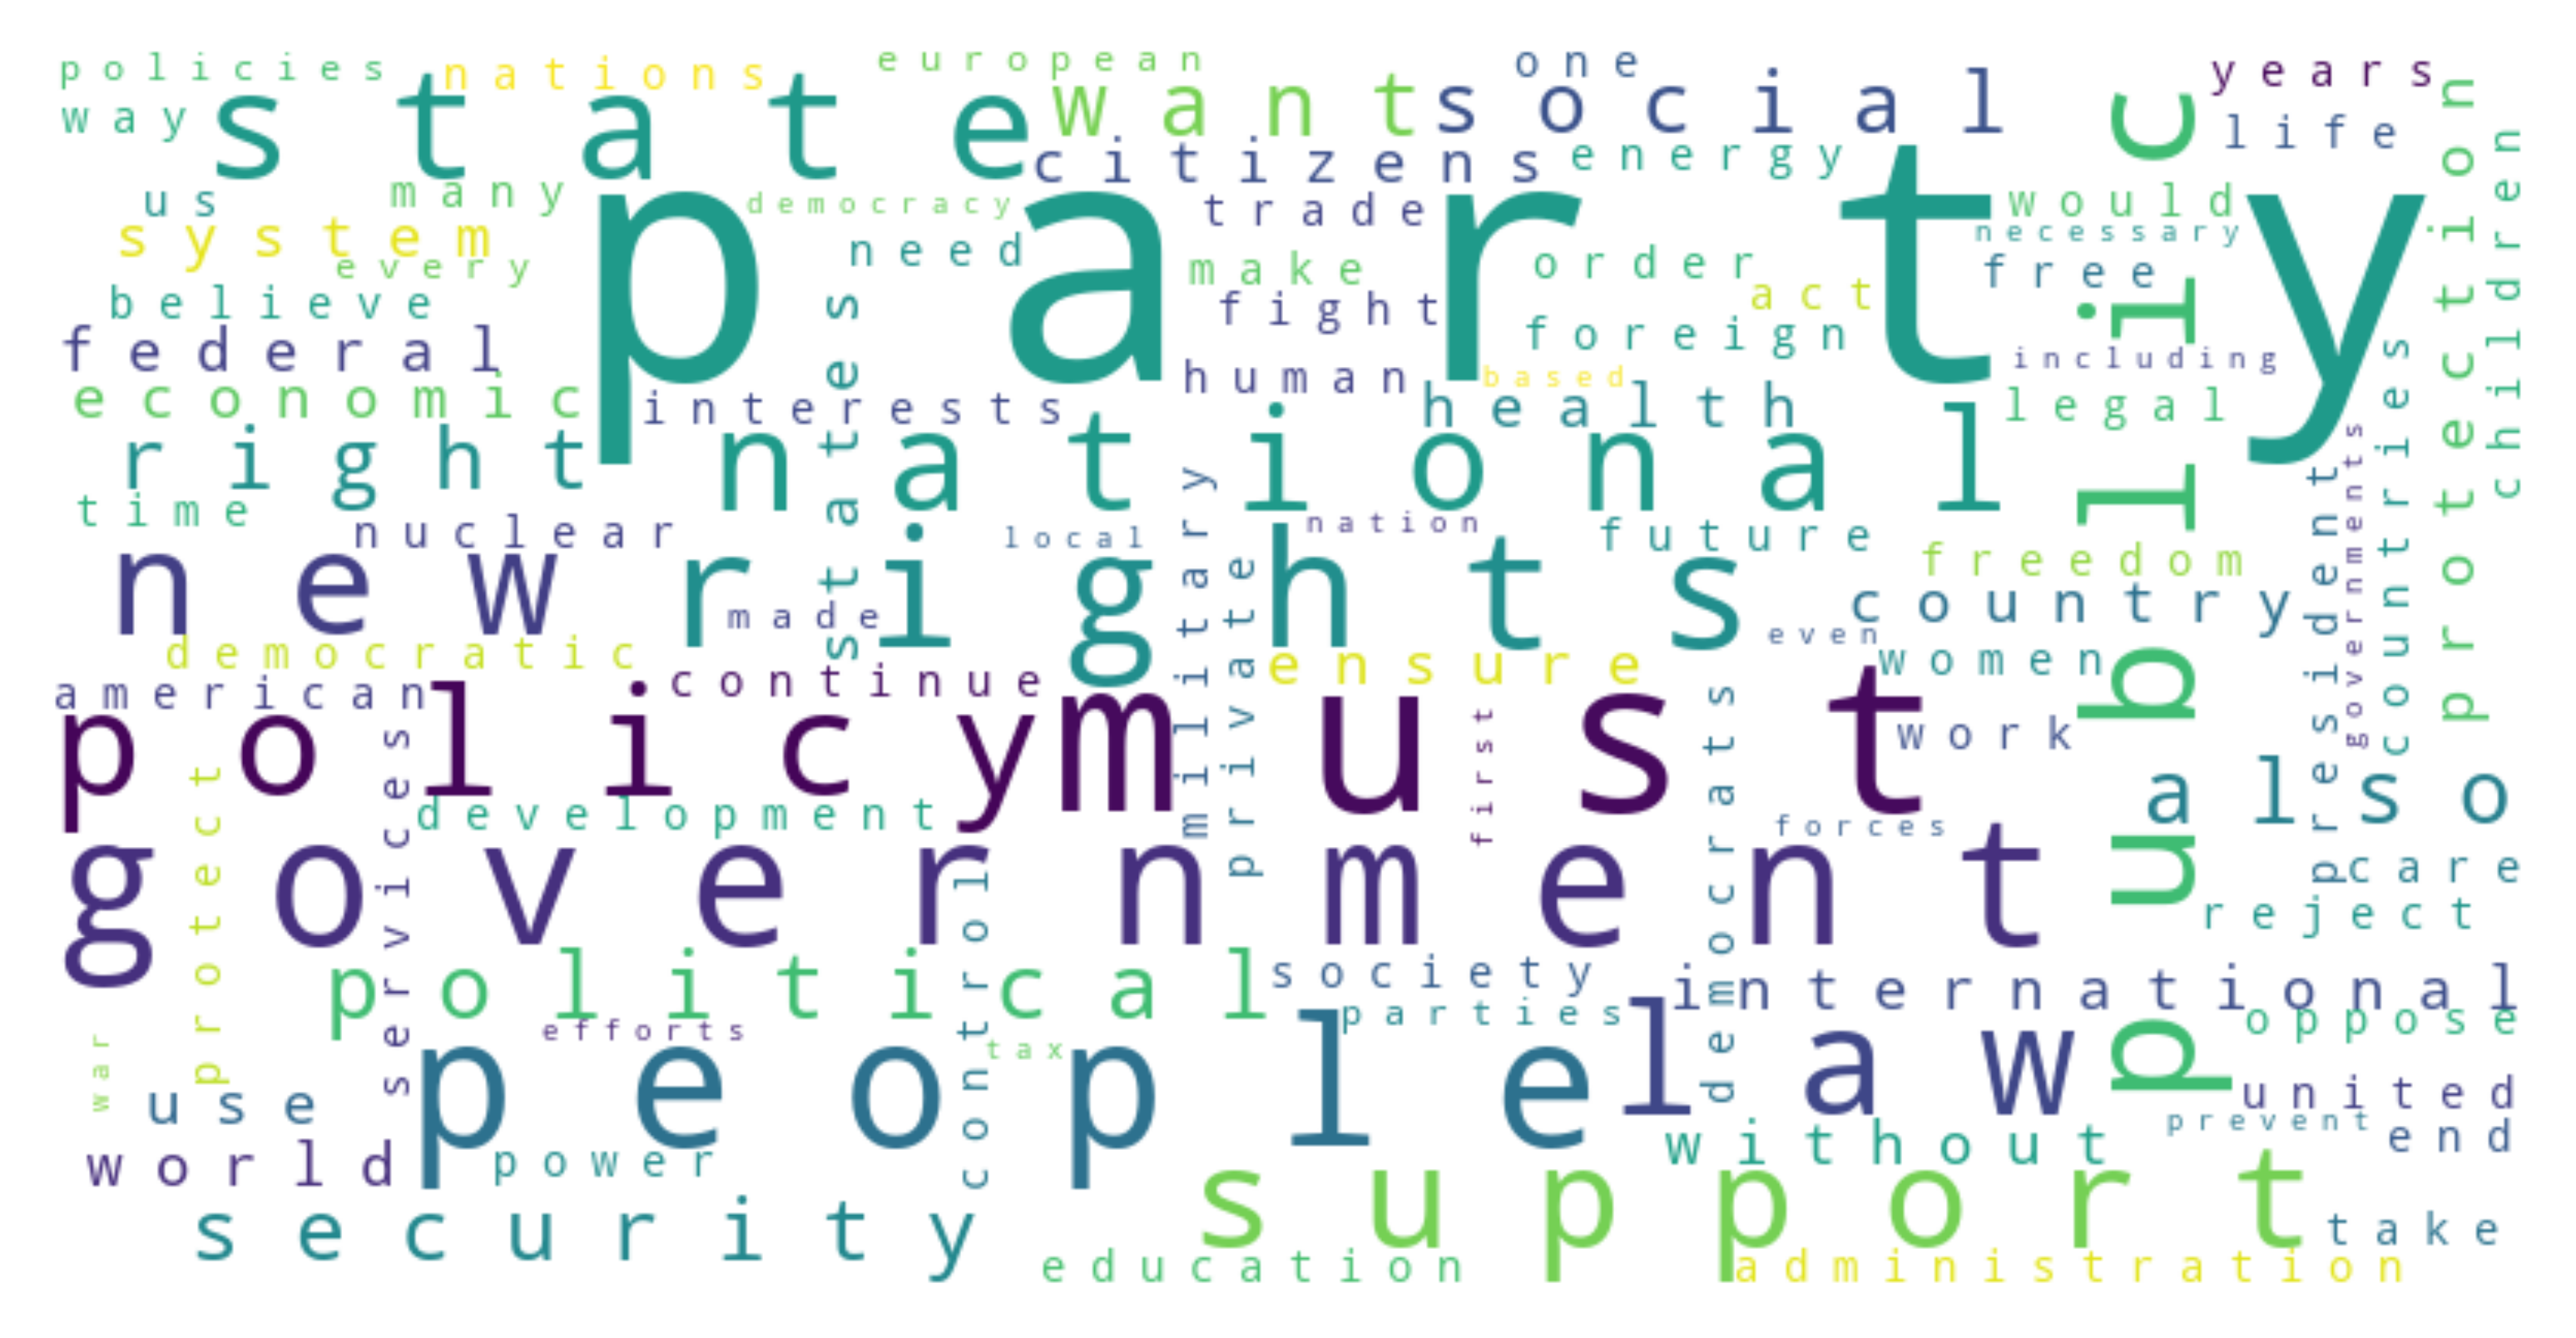 policies
nations
european
one
years
way
state
want
social
life
citizens
energy
us
many
democracy
trade
would
system
need
party
necessary
every
make
order
free
believe
fight
act
federal
foreign
human
based
including
economic
interests
health
legal
right
national
states
public
protection
children
countries
governments
president
time
nuclear
local
nation
future
freedom
new
rights
made
military
private
country
even
democratic
continue
ensure
women
american
policy
must
first
work
also
protect
services
development
democrats
forces
government
control
care
reject
political
society
international
efforts
parties
oppose
war
tax
use
people
law
united
prevent
end
world
power
without
security
support
take
education
administration